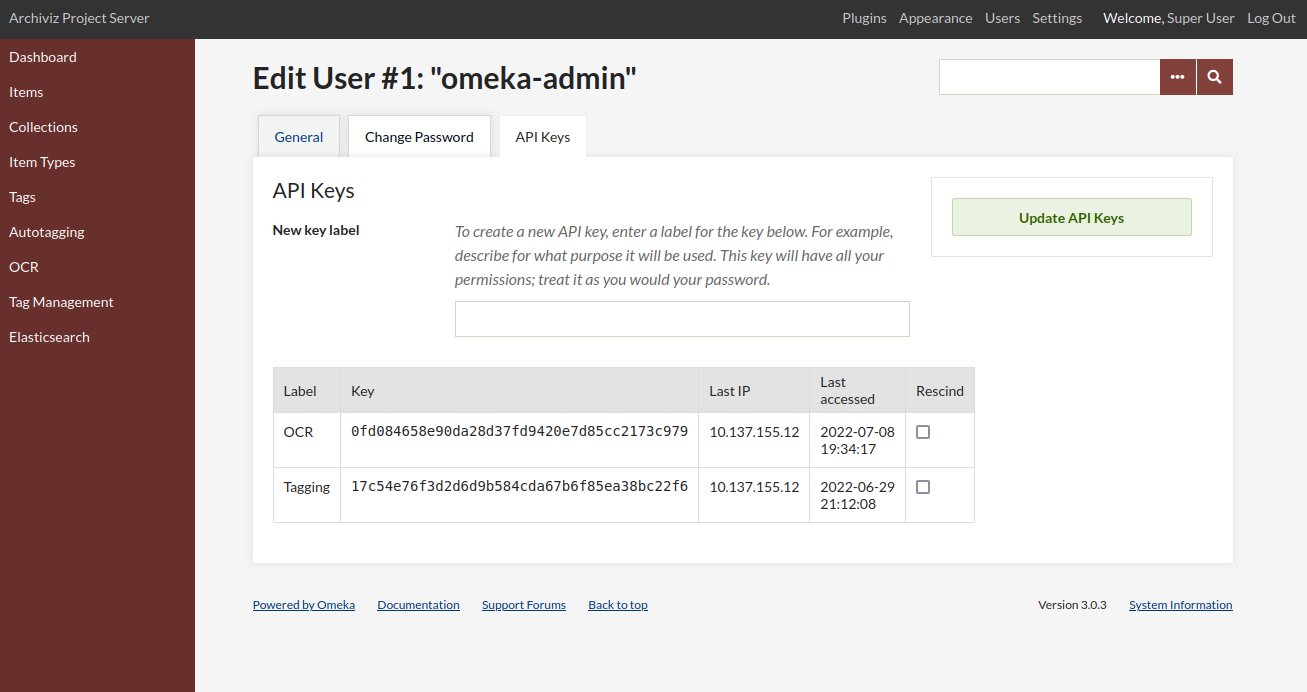 Archiviz Project Server
Plugins Appearance Users Settings Welcome, Super User Log Out
Dashboard
Items
Collections
Item Types
Tags
Autotagging
OCR
Tag Management
Elasticsearch
Edit User #1: "omeka-admin"
General Change Password API Keys
API Keys
Update API Keys
New key label
To create a new API key, enter a label for the key below. For example,
describe for what purpose it will be used. This key will have all your
permissions; treat it as you would your password.
Label Key Last IP Last accessed Rescind
OCR 0fd084658e90da28d37fd9420e7d85cc2173c979 10.137.155.12 2022-07-08 19:34:17
Tagging 17c54e76f3d2d6d9b584cda67b6f85ea38bc22f6 10.137.155.12 2022-06-29 21:12:08
Powered by Omeka Documentation Support Forums Back to top Version 3.0.3 System Information